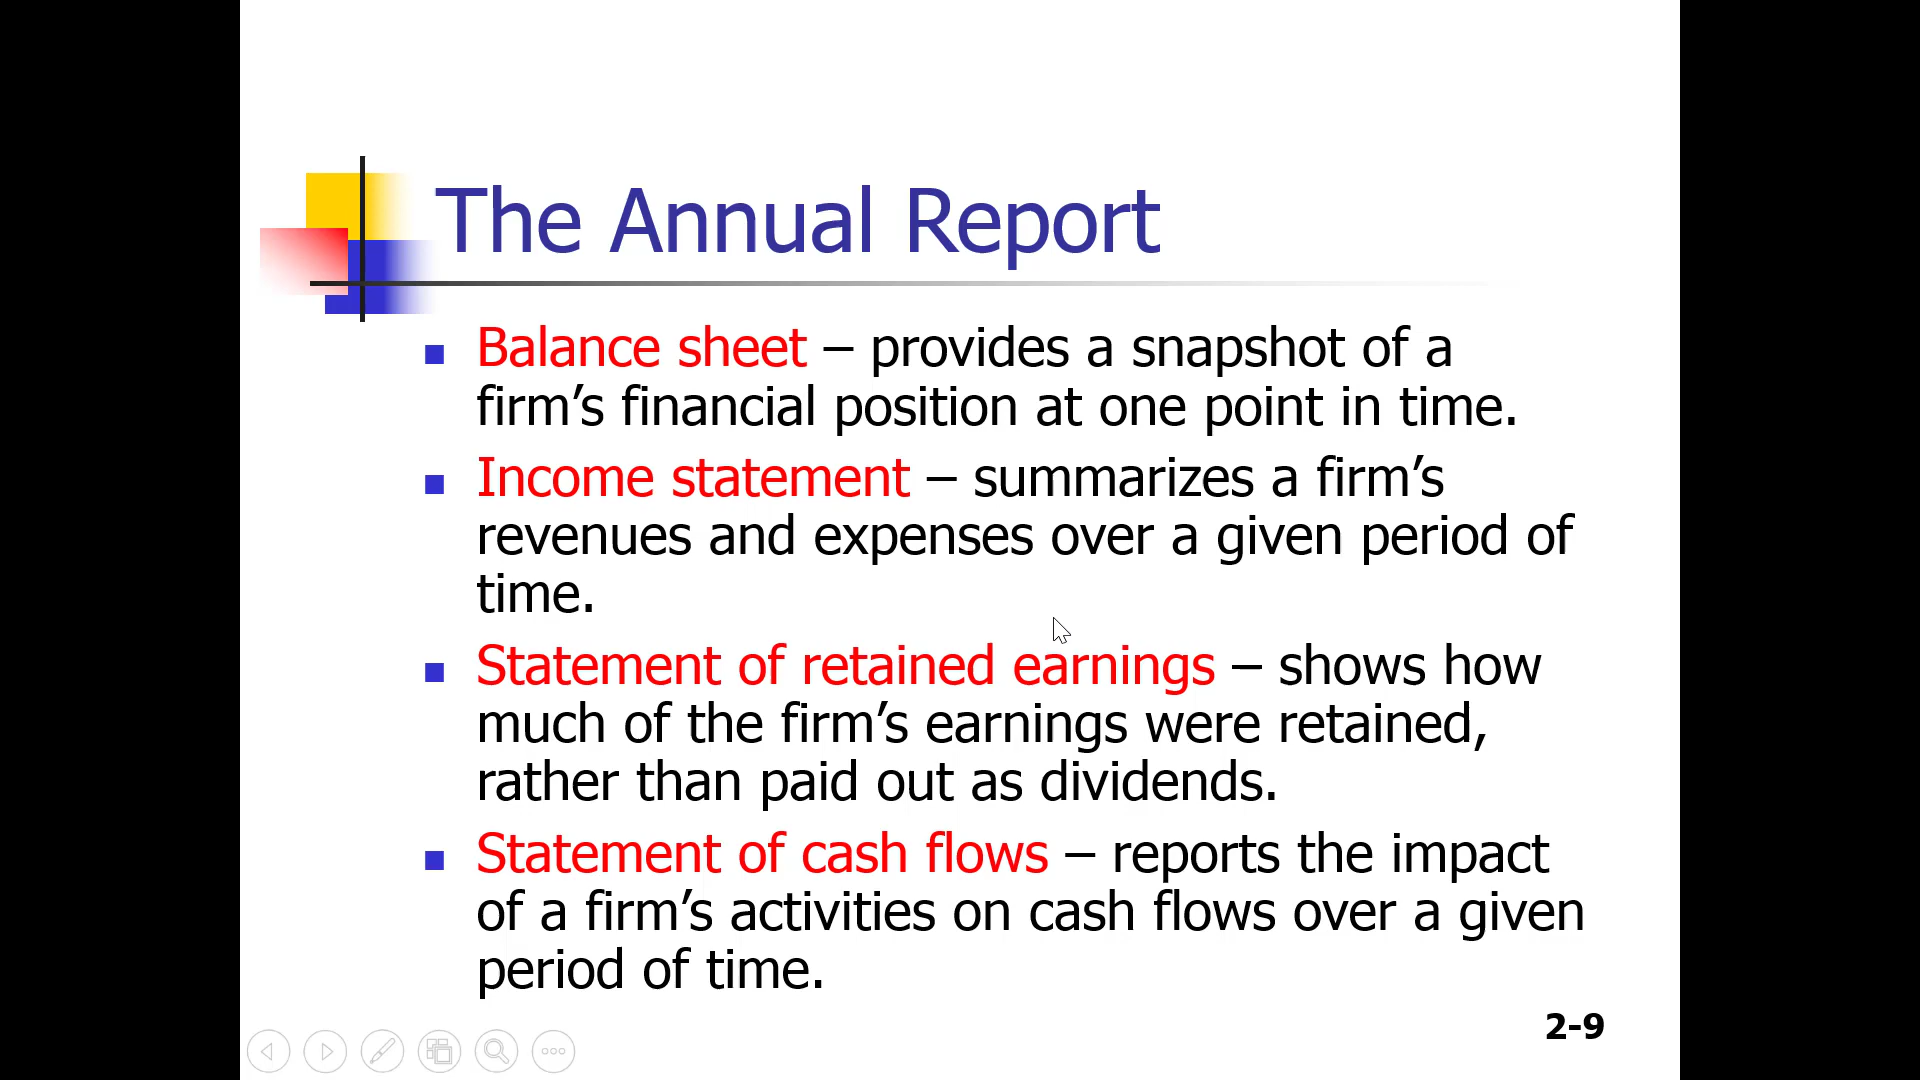 The Annual Report
Balance sheet – provides a snapshot of a
firm’s financial position at one point in time.
Income statement – summarizes a firm’s
revenues and expenses over a given period of
time.
Statement of retained earnings – shows how
much of the firm’s earnings were retained,
rather than paid out as dividends.
Statement of cash flows – reports the impact
of a firm’s activities on cash flows over a given
period of time.
2-9